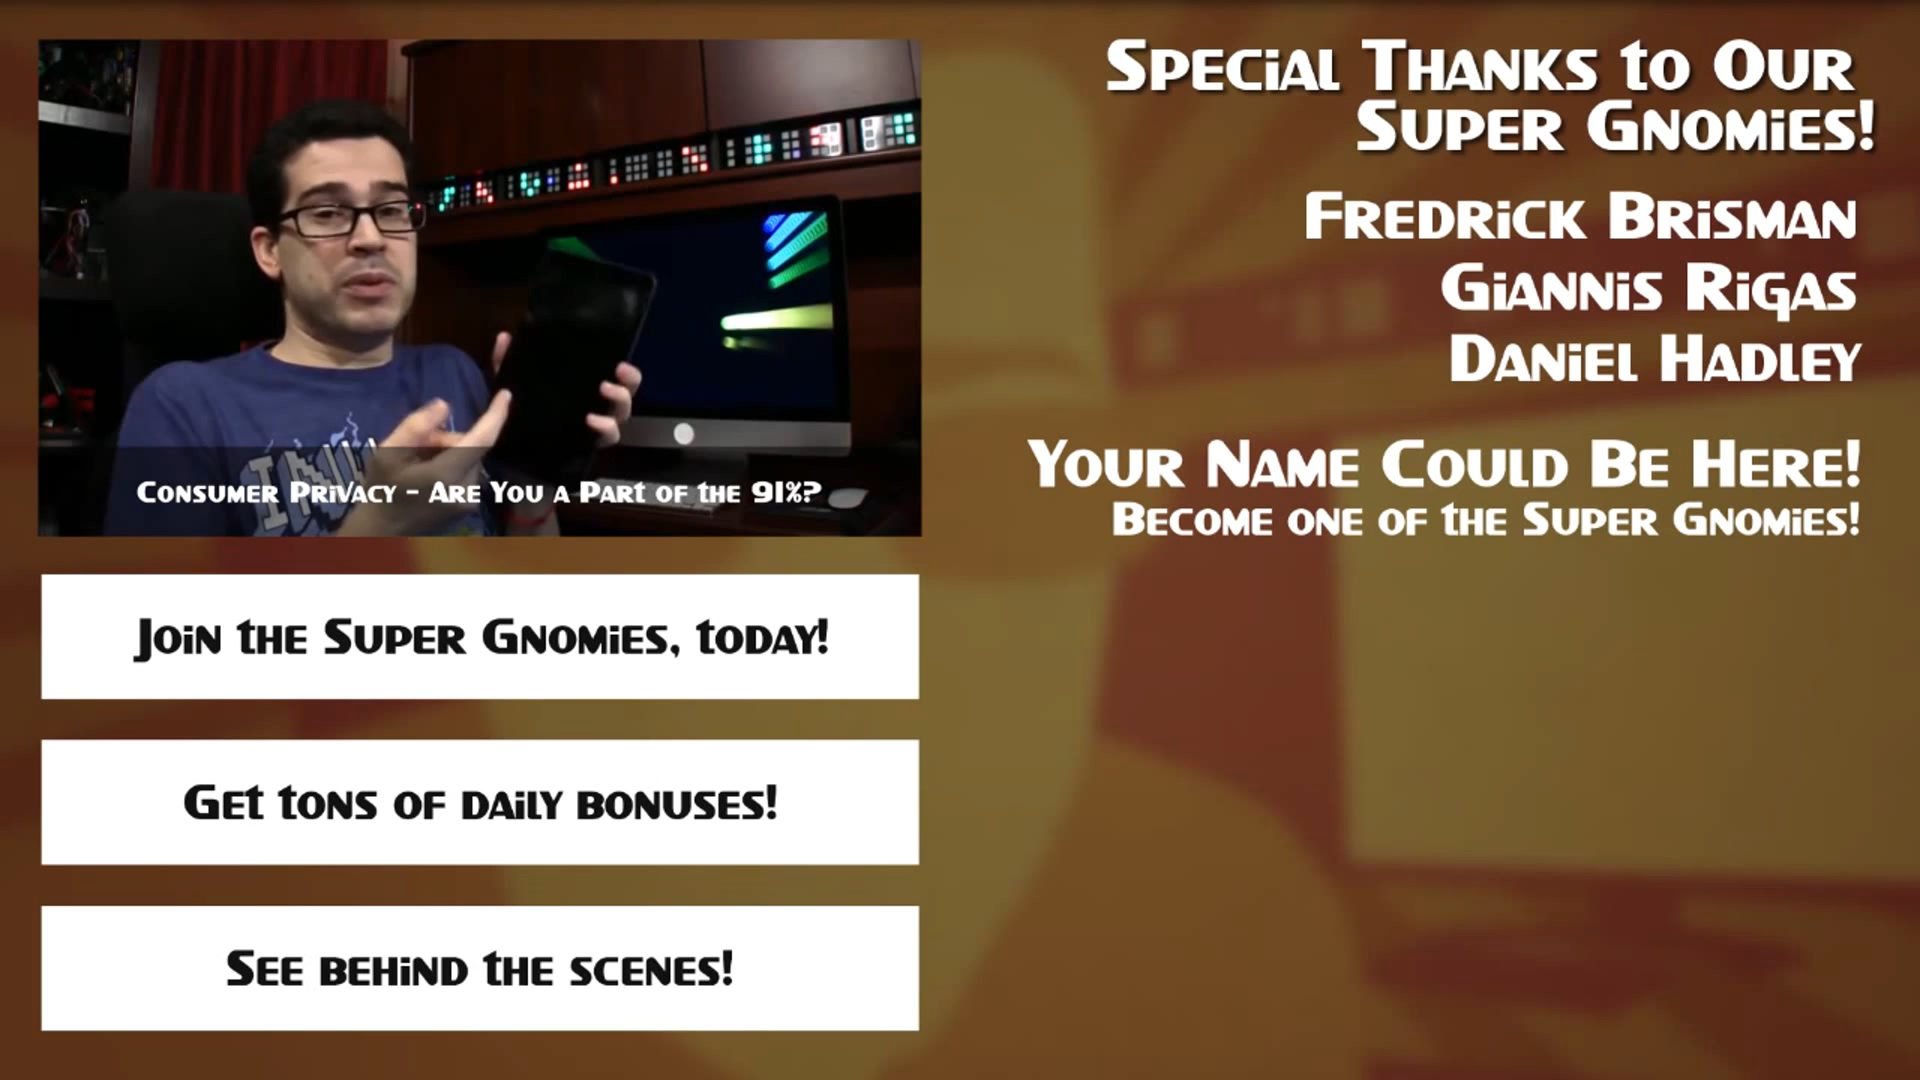 Consumer Privacy - Are You a Part of the 91%?
Join the Super Gnomies, today!
Get tons of daily bonuses!
See behind the scenes!
Special Thanks to Our
Super Gnomies!
Fredrick Brisman
Giannis Rigas
Daniel Hadley
Your Name Could Be Here!
Become one of the Super Gnomies!